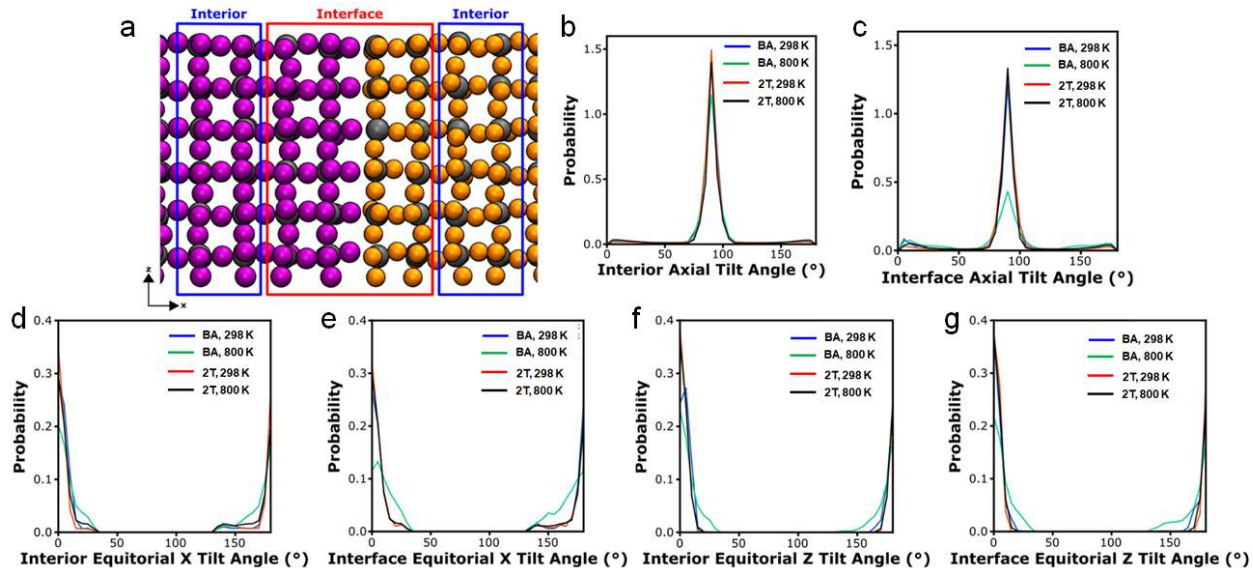 Interior
Interface
Interior
a
z
x
b
Probability
1.5
1.0
0.5
0.0
BA, 298 K
BA, 800 K
2T, 298 K
2T, 800 K
0
50
100
150
Interior Axial Tilt Angle (°)
c
Probability
1.5
1.0
0.5
0.0
BA, 298 K
BA, 800 K
2T, 298 K
2T, 800 K
0
50
100
150
Interface Axial Tilt Angle (°)
d
Probability
0.4
0.3
0.2
0.1
0.0
BA, 298 K
BA, 800 K
2T, 298 K
2T, 800 K
0
50
100
150
Interior Equitorial X Tilt Angle (°)
e
Probability
0.4
0.3
0.2
0.1
0.0
BA, 298 K
BA, 800 K
2T, 298 K
2T, 800 K
0
50
100
150
Interface Equitorial X Tilt Angle (°)
f
Probability
0.4
0.3
0.2
0.1
0.0
BA, 298 K
BA, 800 K
2T, 298 K
2T, 800 K
0
50
100
150
Interior Equitorial Z Tilt Angle (°)
g
Probability
0.4
0.3
0.2
0.1
0.0
BA, 298 K
BA, 800 K
2T, 298 K
2T, 800 K
0
50
100
150
Interface Equitorial Z Tilt Angle (°)